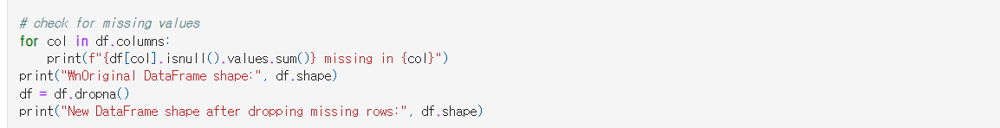 # check for missing values
for col in df.columns:
    print(f"{df[col].isnull().values.sum()} missing in {col}")
print("₩nOriginal DataFrame shape:", df.shape)
df = df.dropna()
print("New DataFrame shape after dropping missing rows:", df.shape)